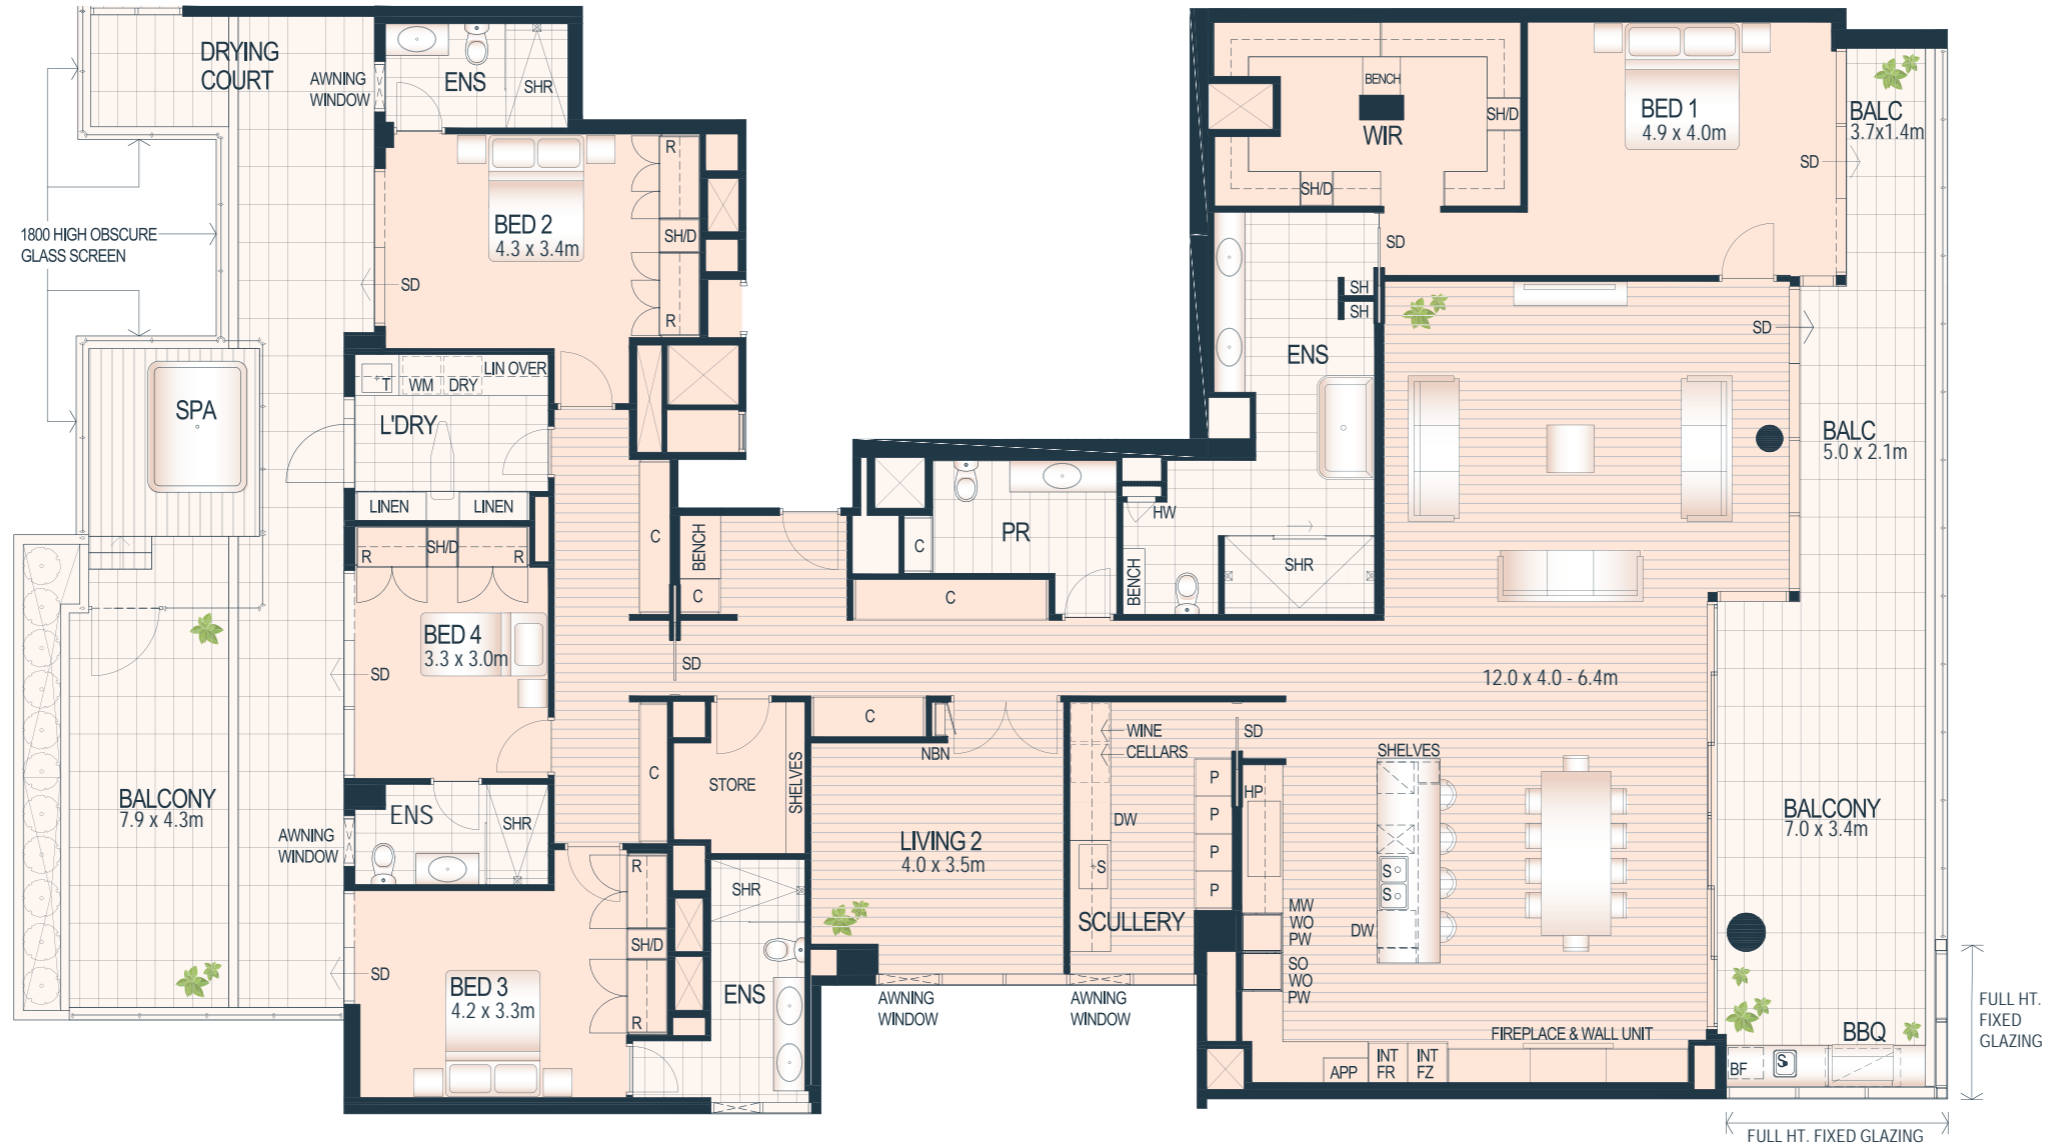 DRYING
COURT
AWNING
WINDOW
ENS
SHR
1800 HIGH OBSCURE
GLASS SCREEN
BED 2
4.3 x 3.4m
R
SH/D
R
SD
SPA
T
WM
DRY
LIN OVER
L'DRY
LINEN
LINEN
R
SH/D
R
BED 4
3.3 x 3.0m
SD
BALCONY
7.9 x 4.3m
AWNING
WINDOW
ENS
SHR
BED 3
4.2 x 3.3m
SD
R
SH/D
R
ENS
SHR
C
C
BENCH
C
SD
STORE
SHELVES
C
PR
C
C
NBN
LIVING 2
4.0 x 3.5m
AWNING
WINDOW
WINE
CELLARS
DW
S
SCULLERY
P
P
P
P
AWNING
WINDOW
BENCH
WIR
SH/D
SH/D
BED 1
4.9 x 4.0m
SD
BALC
3.7x1.4m
SD
SH
SH
ENS
HW
BENCH
SHR
SD
BALC
5.0 x 2.1m
12.0 x 4.0 - 6.4m
SD
HP
SHELVES
S
S
DW
MW
WO
PW
SO
WO
PW
APP
INT
FR
INT
FZ
FIREPLACE & WALL UNIT
BALCONY
7.0 x 3.4m
BBQ
BF
S
FULL HT.
FIXED
GLAZING
FULL HT. FIXED GLAZING